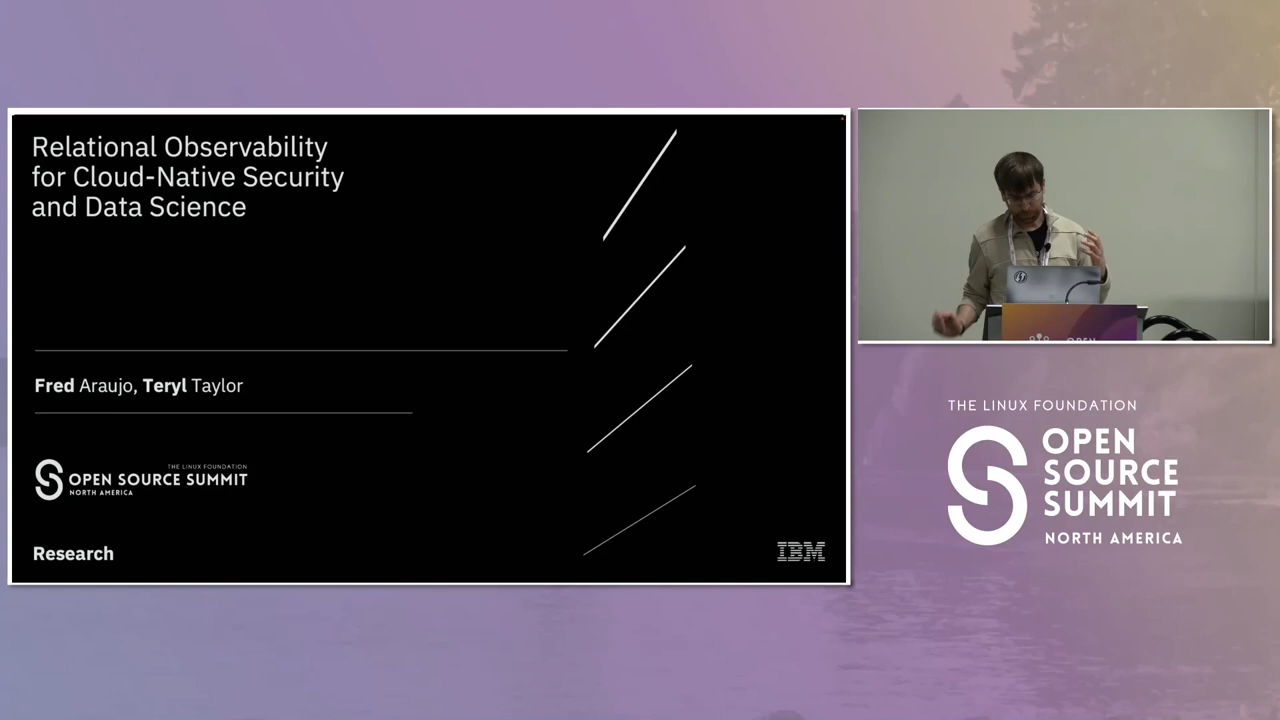 Relational Observability
for Cloud-Native Security
and Data Science
Fred Araujo, Teryl Taylor
THE LINUX FOUNDATION
OPEN SOURCE SUMMIT
NORTH AMERICA
Research
IBM
OPEN
THE LINUX FOUNDATION
OPEN
SOURCE
SUMMIT
NORTH AMERICA